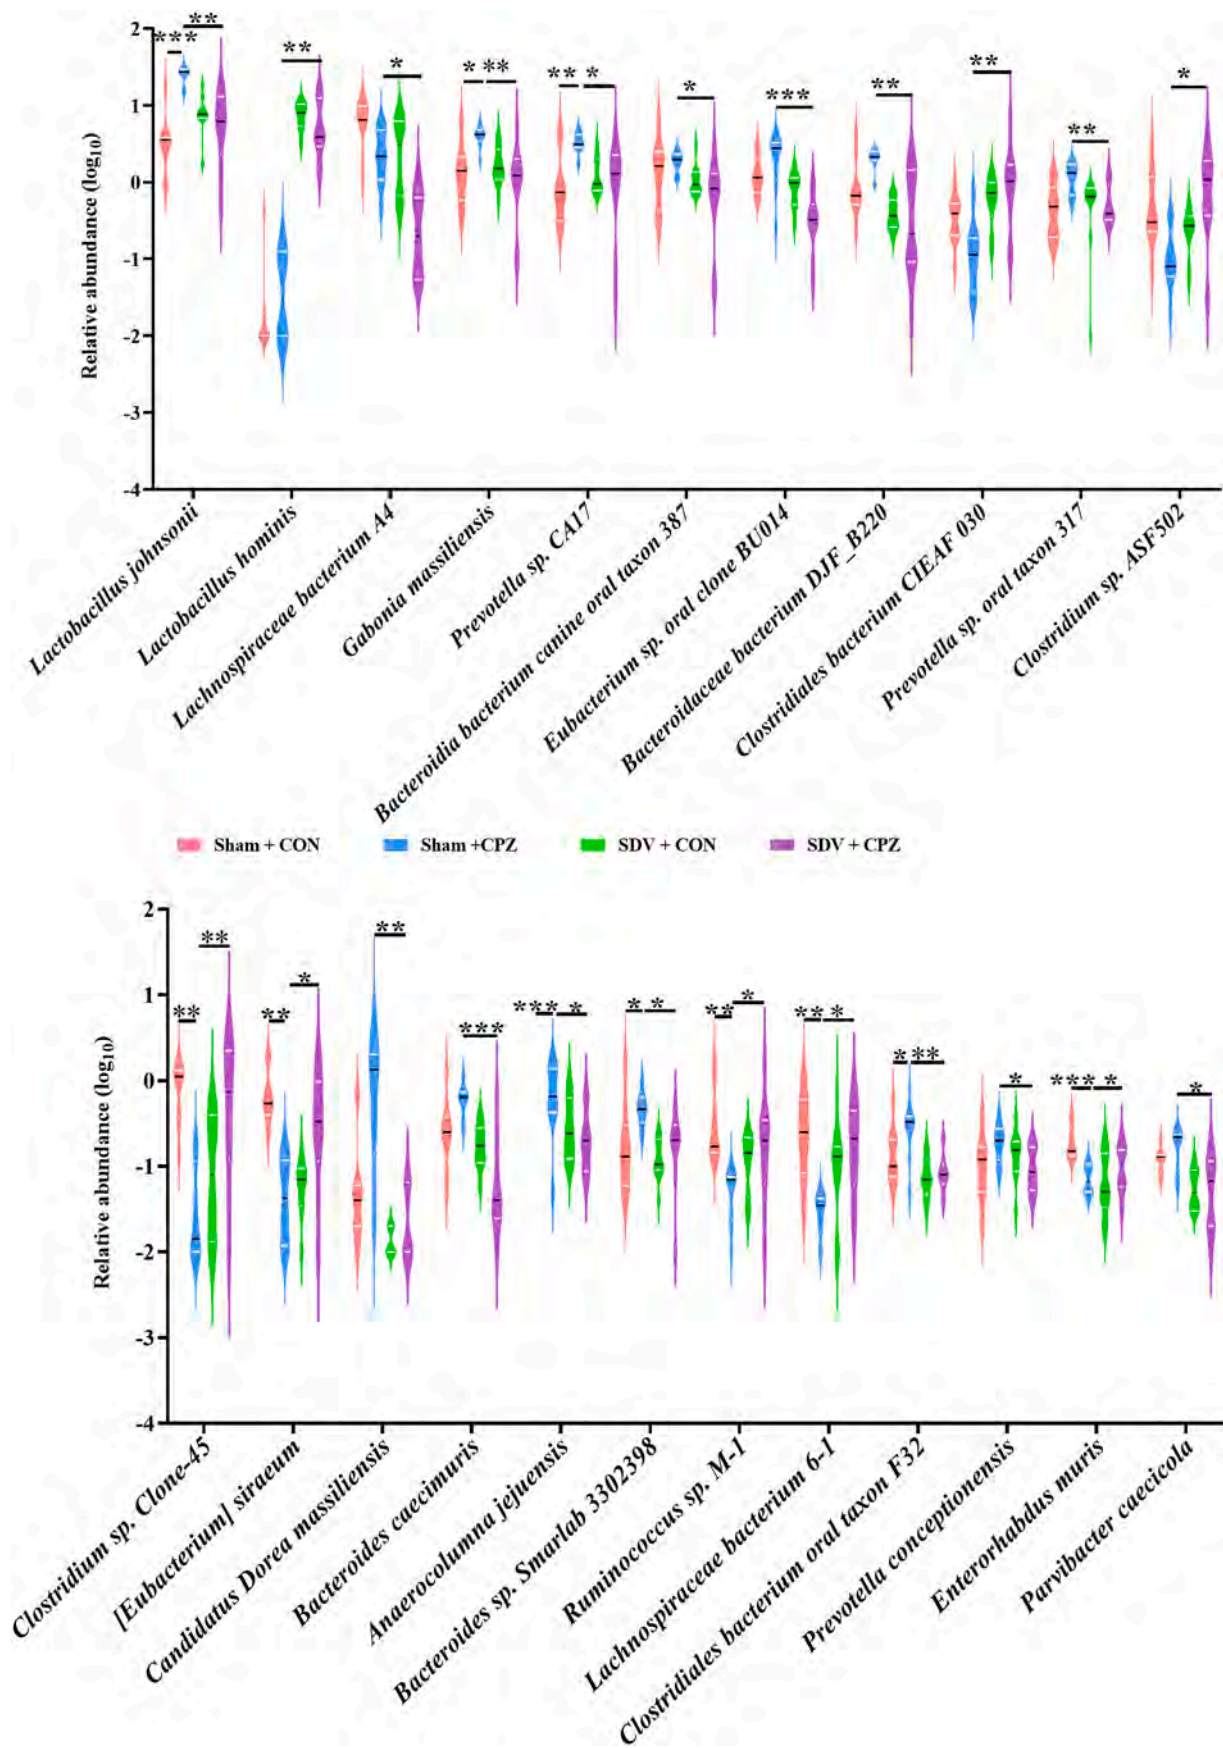 2
1
0
-1
-2
-3
-4
Relative abundance (log10)
*** **
**
*
* **
** *
*
***
**
**
**
*
Lactobacillus johnsonii
Lactobacillus hominis
Lachnospiraceae bacterium A4
Gabonia massiliensis
Prevotella sp. CA17
Bacteroidia bacterium canine oral taxon 387
Eubacterium sp. oral clone BU014
Bacteroidaceae bacterium DJF_B220
Clostridiales bacterium CIEAF 030
Prevotella sp. oral taxon 317
Clostridium sp. ASF502
Sham + CON
Sham +CPZ
SDV + CON
SDV + CPZ
2
1
0
-1
-2
-3
-4
Relative abundance (log10)
** **
** *
**
***
*** *
* *
** *
** *
* **
*
*** *
*
Clostridium sp. Clone-45
[Eubacterium] siraeum
Candidatus Dorea massiliensis
Bacteroides caecimuris
Anaerocolumna jejuensis
Bacteroides sp. Smarlab 3302398
Ruminococcus sp. M-1
Lachnospiraceae bacterium 6-1
Clostridiales bacterium oral taxon F32
Prevotella conceptionensis
Enterorhabdus muris
Parvibacter caecicola